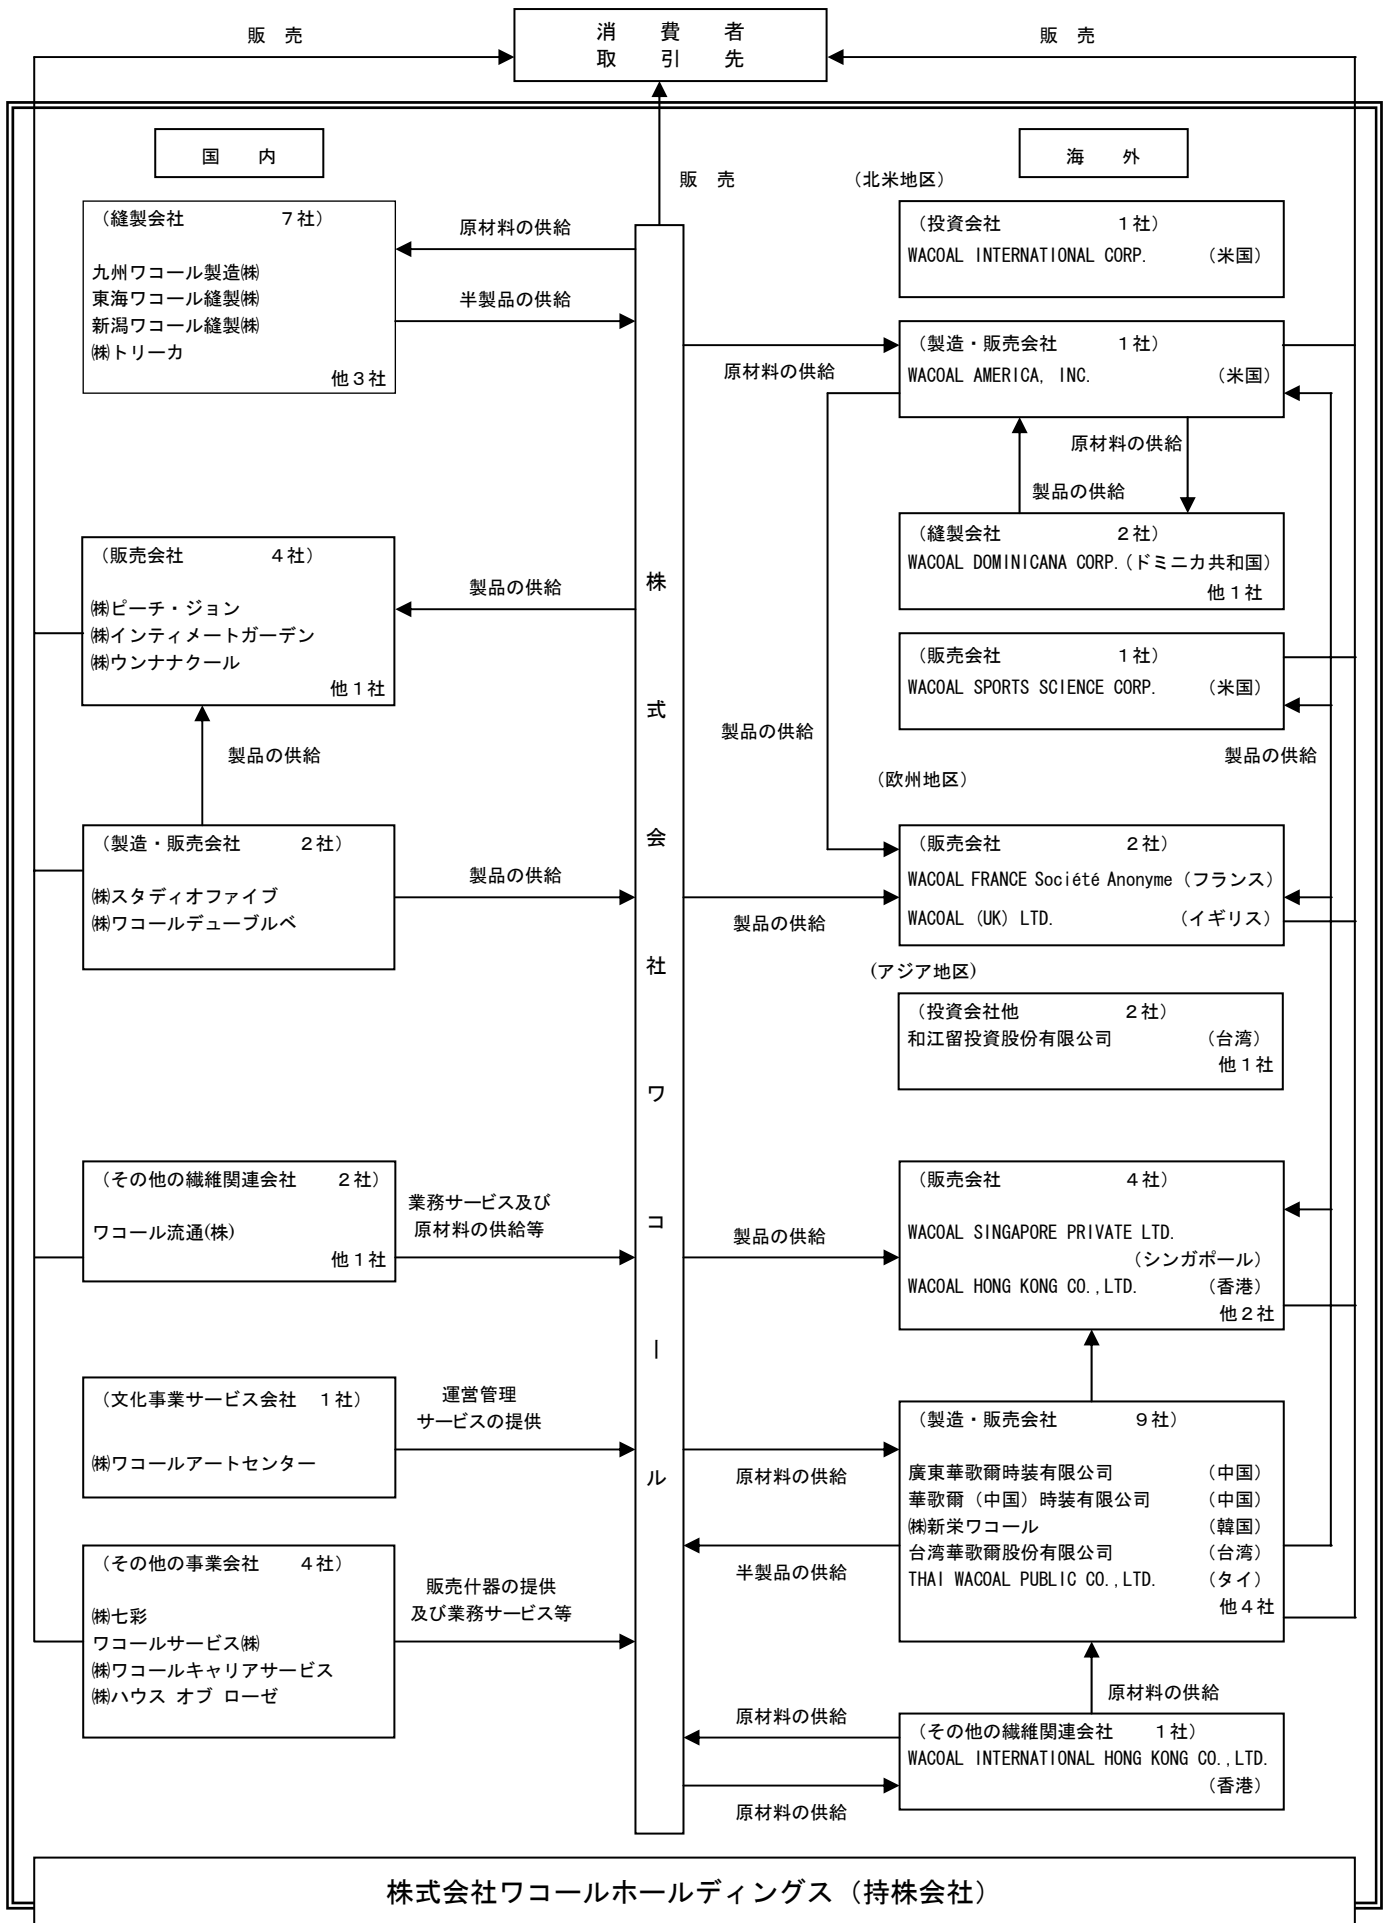 消　費　者
取　引　先
販　売
販　売
販　売
国　内
（縫製会社　７社）
九州ワコール製造㈱
東海ワコール縫製㈱
新潟ワコール縫製㈱
㈱トリーカ
他３社
原材料の供給
半製品の供給
（販売会社　４社）
㈱ピーチ・ジョン
㈱インティメートガーデン
㈱ウンナナクール
他１社
製品の供給
製品の供給
（製造・販売会社　２社）
㈱スタディオファイブ
㈱ワコールデューブルベ
製品の供給
（その他の繊維関連会社　２社）
ワコール流通(株)
他１社
業務サービス及び
原材料の供給等
（文化事業サービス会社　１社）
㈱ワコールアートセンター
運営管理
サービスの提供
（その他の事業会社　４社）
㈱七彩
ワコールサービス㈱
㈱ワコールキャリアサービス
㈱ハウス オブ ローゼ
販売什器の提供
及び業務サービス等
株式会社ワコール
海　外
（北米地区）
（投資会社　１社）
WACOAL INTERNATIONAL CORP.　（米国）
（製造・販売会社　１社）
WACOAL AMERICA, INC.　（米国）
原材料の供給
原材料の供給
製品の供給
（縫製会社　２社）
WACOAL DOMINICANA CORP.（ドミニカ共和国）
他１社
（販売会社　１社）
WACOAL SPORTS SCIENCE CORP.　（米国）
製品の供給
製品の供給
（欧州地区）
（販売会社　２社）
WACOAL FRANCE Société Anonyme（フランス）
WACOAL (UK) LTD.　（イギリス）
製品の供給
（アジア地区）
（投資会社他　２社）
和江留投資股份有限公司　（台湾）
他１社
（販売会社　４社）
WACOAL SINGAPORE PRIVATE LTD.
（シンガポール）
WACOAL HONG KONG CO.,LTD.　（香港）
他２社
製品の供給
（製造・販売会社　９社）
廣東華歌爾時装有限公司　（中国）
華歌爾（中国）時装有限公司　（中国）
㈱新栄ワコール　（韓国）
台湾華歌爾股份有限公司　（台湾）
THAI WACOAL PUBLIC CO.,LTD.　（タイ）
他４社
原材料の供給
半製品の供給
原材料の供給
（その他の繊維関連会社　１社）
WACOAL INTERNATIONAL HONG KONG CO.,LTD.
（香港）
原材料の供給
原材料の供給
株式会社ワコールホールディングス（持株会社）